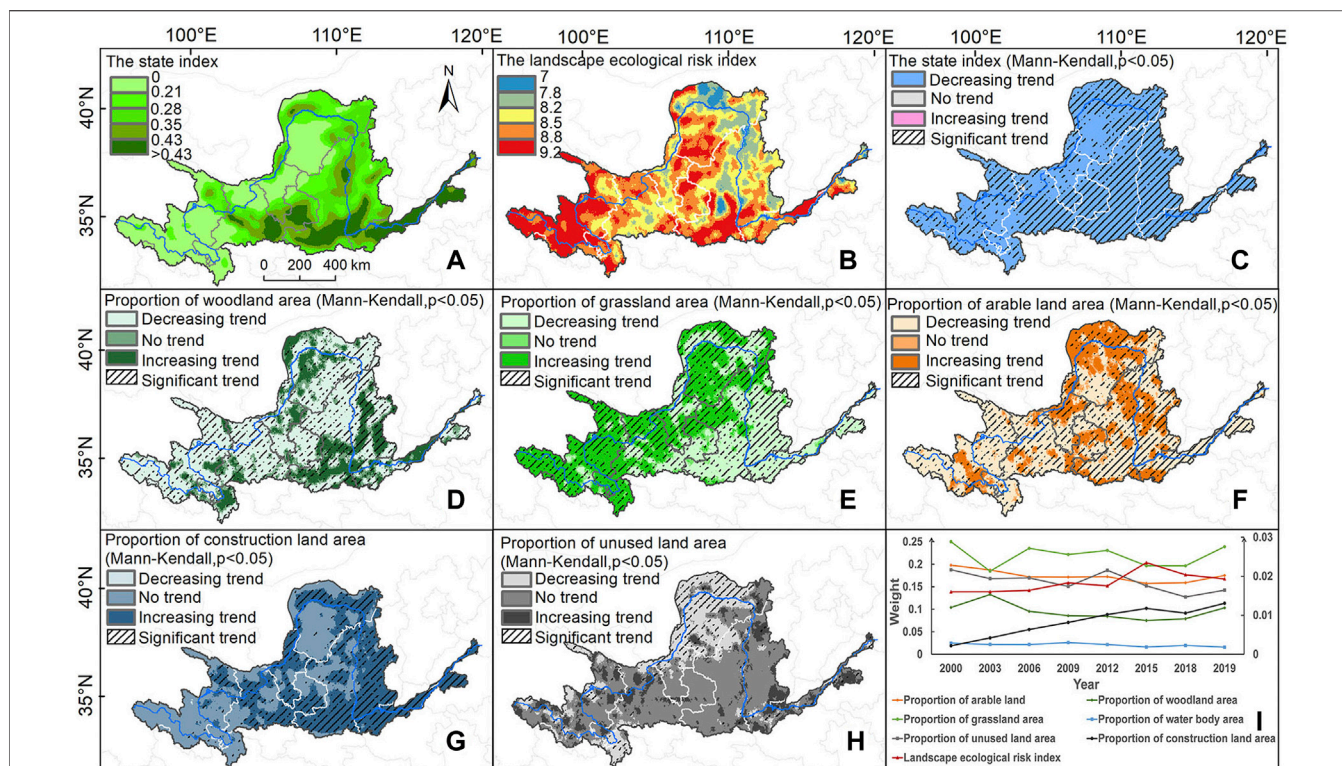 100°E 110°E 120°E 100°E 110°E 120°E 100°E 110°E 120°E
The state index
0
0.21
0.28
0.35
0.43
>0.43
N
40°N
35°N
0 200 400 km
A
The landscape ecological risk index
7
7.8
8.2
8.5
8.8
9.2
B
The state index (Mann-Kendall,p<0.05)
Decreasing trend
No trend
Increasing trend
Significant trend
C
Proportion of woodland area (Mann-Kendall,p<0.05)
Decreasing trend
No trend
Increasing trend
Significant trend
40°N
35°N
D
Proportion of grassland area (Mann-Kendall,p<0.05)
Decreasing trend
No trend
Increasing trend
Significant trend
E
Proportion of arable land area (Mann-Kendall,p<0.05)
Decreasing trend
No trend
Increasing trend
Significant trend
F
Proportion of construction land area
(Mann-Kendall,p<0.05)
Decreasing trend
No trend
Increasing trend
Significant trend
40°N
35°N
G
Proportion of unused land area
(Mann-Kendall,p<0.05)
Decreasing trend
No trend
Increasing trend
Significant trend
H
0.25 0.03
0.2
0.02
0.15
0.1
0.01
0.05
0 0
Weight
2000 2003 2006 2009 2012 2015 2018 2019
Year
Proportion of arable land Proportion of woodland area
Proportion of grassland area Proportion of water body area
Proportion of unused land area Proportion of construction land area
Landscape ecological risk index
I